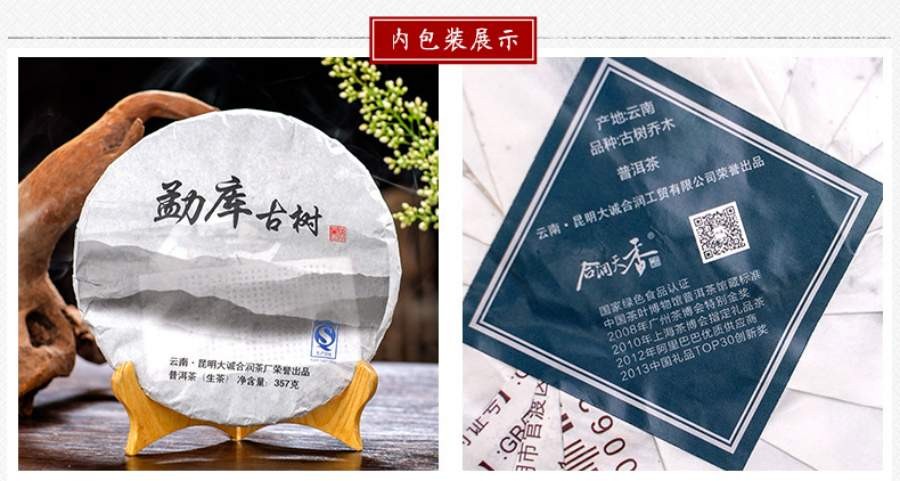 内包装展示
勐库古树
云南·昆明大诚合润茶厂荣誉出品
普洱茶（生茶）净含量：357克
产地:云南
品种:古树乔木
普洱茶
云南·昆明大诚合润工贸有限公司荣誉出品
合润天香
国家绿色食品认证
中国茶叶博物馆普洱茶馆藏标准
2008年广州茶博会特别金奖
2010年上海茶博会指定礼品茶
2012年阿里巴巴优质供应商
2013中国礼品TOP30创新奖